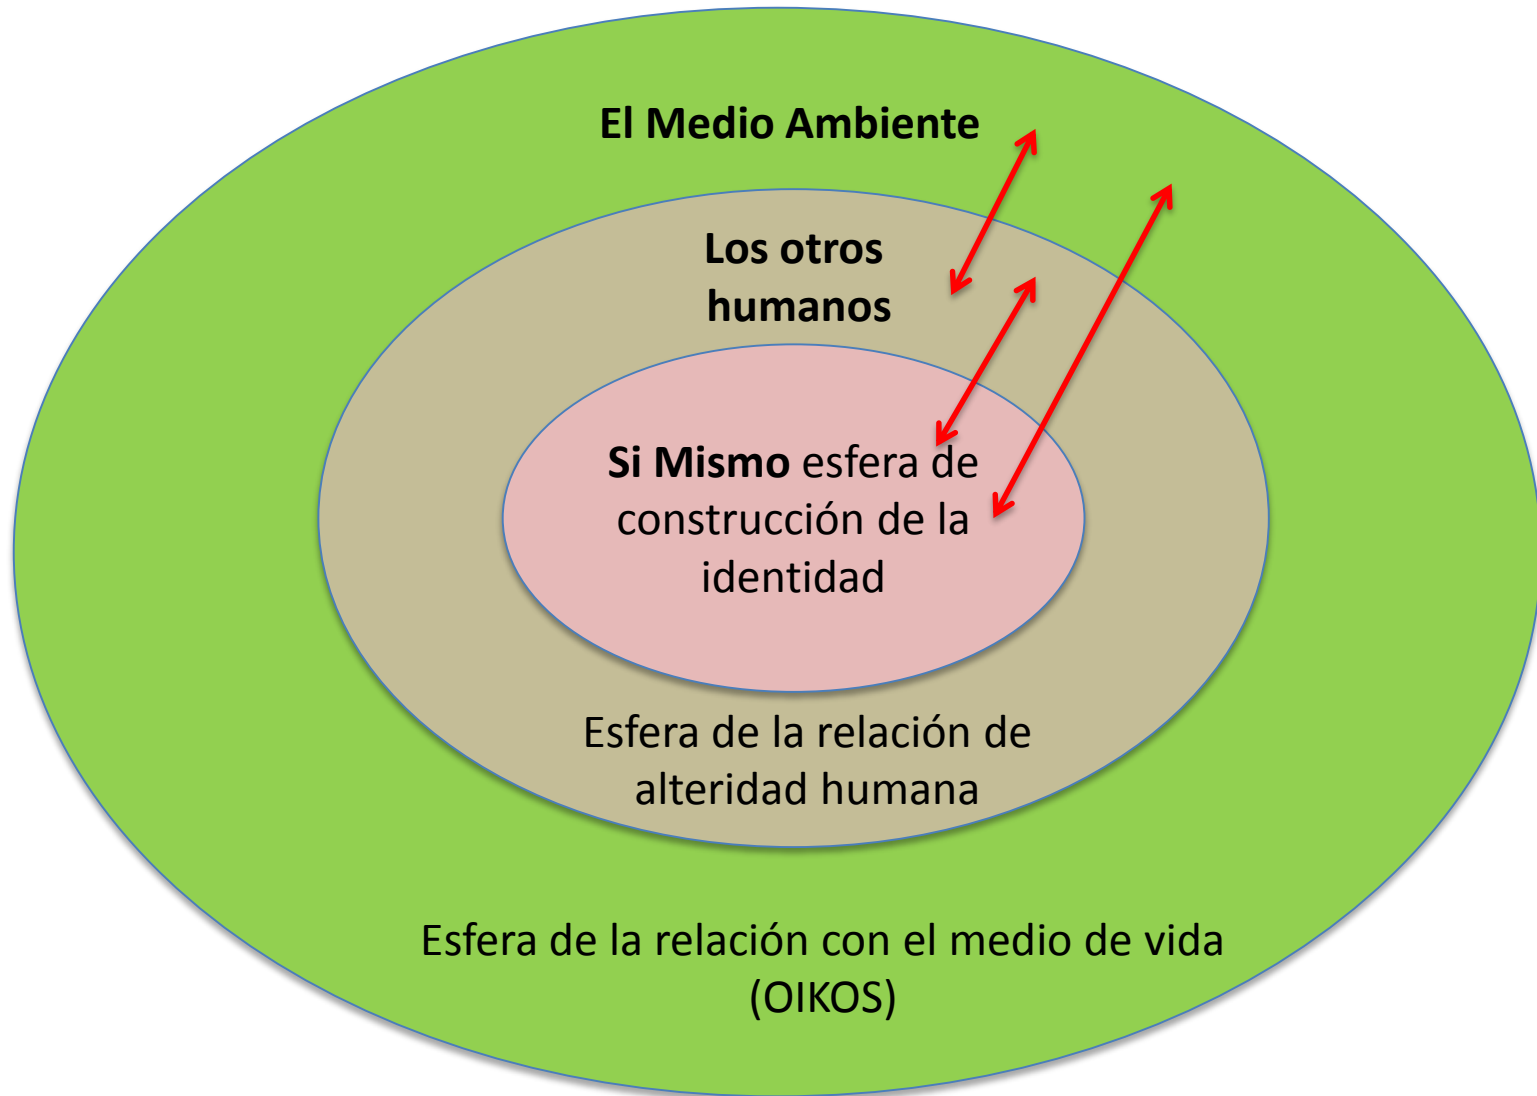 El Medio Ambiente
Los otros
humanos
Si Mismo esfera de
construcción de la
identidad
Esfera de la relación de
alteridad humana
Esfera de la relación con el medio de vida
(OIKOS)